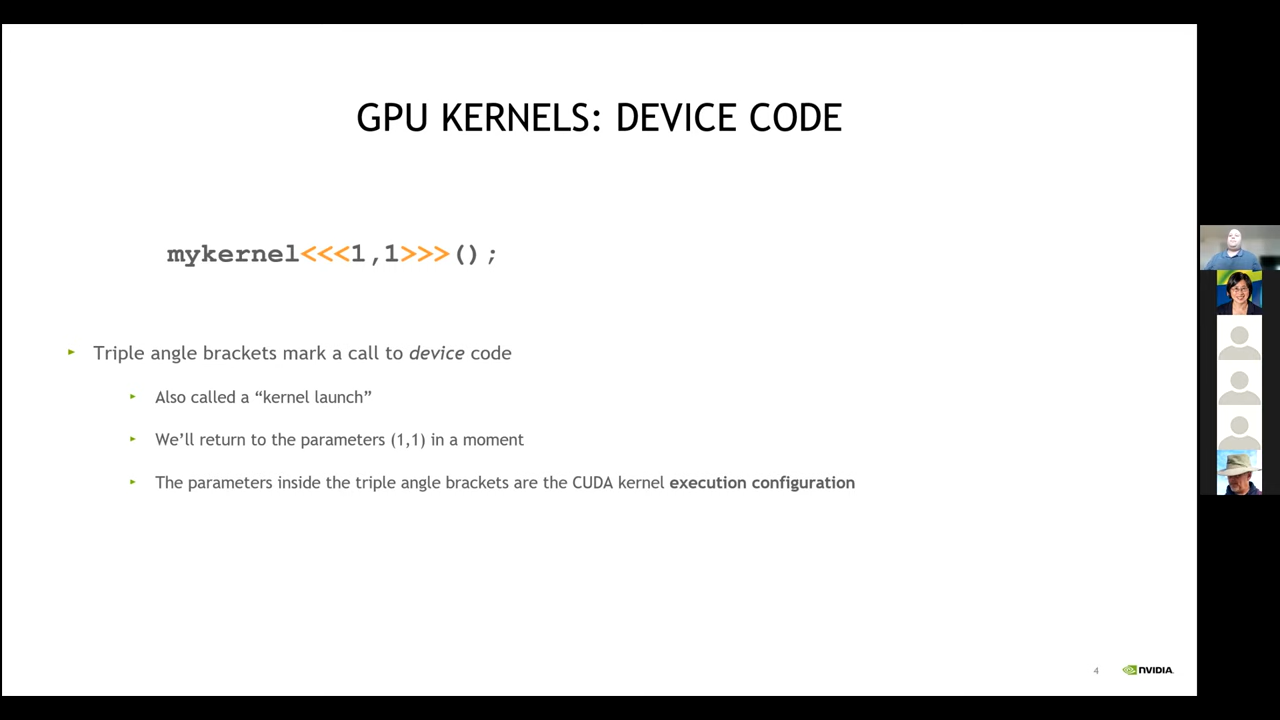 GPU KERNELS: DEVICE CODE
mykernel<<<1,1>>>();
▸ Triple angle brackets mark a call to device code
▸ Also called a “kernel launch”
▸ We’ll return to the parameters (1,1) in a moment
▸ The parameters inside the triple angle brackets are the CUDA kernel execution configuration
4 NVIDIA.